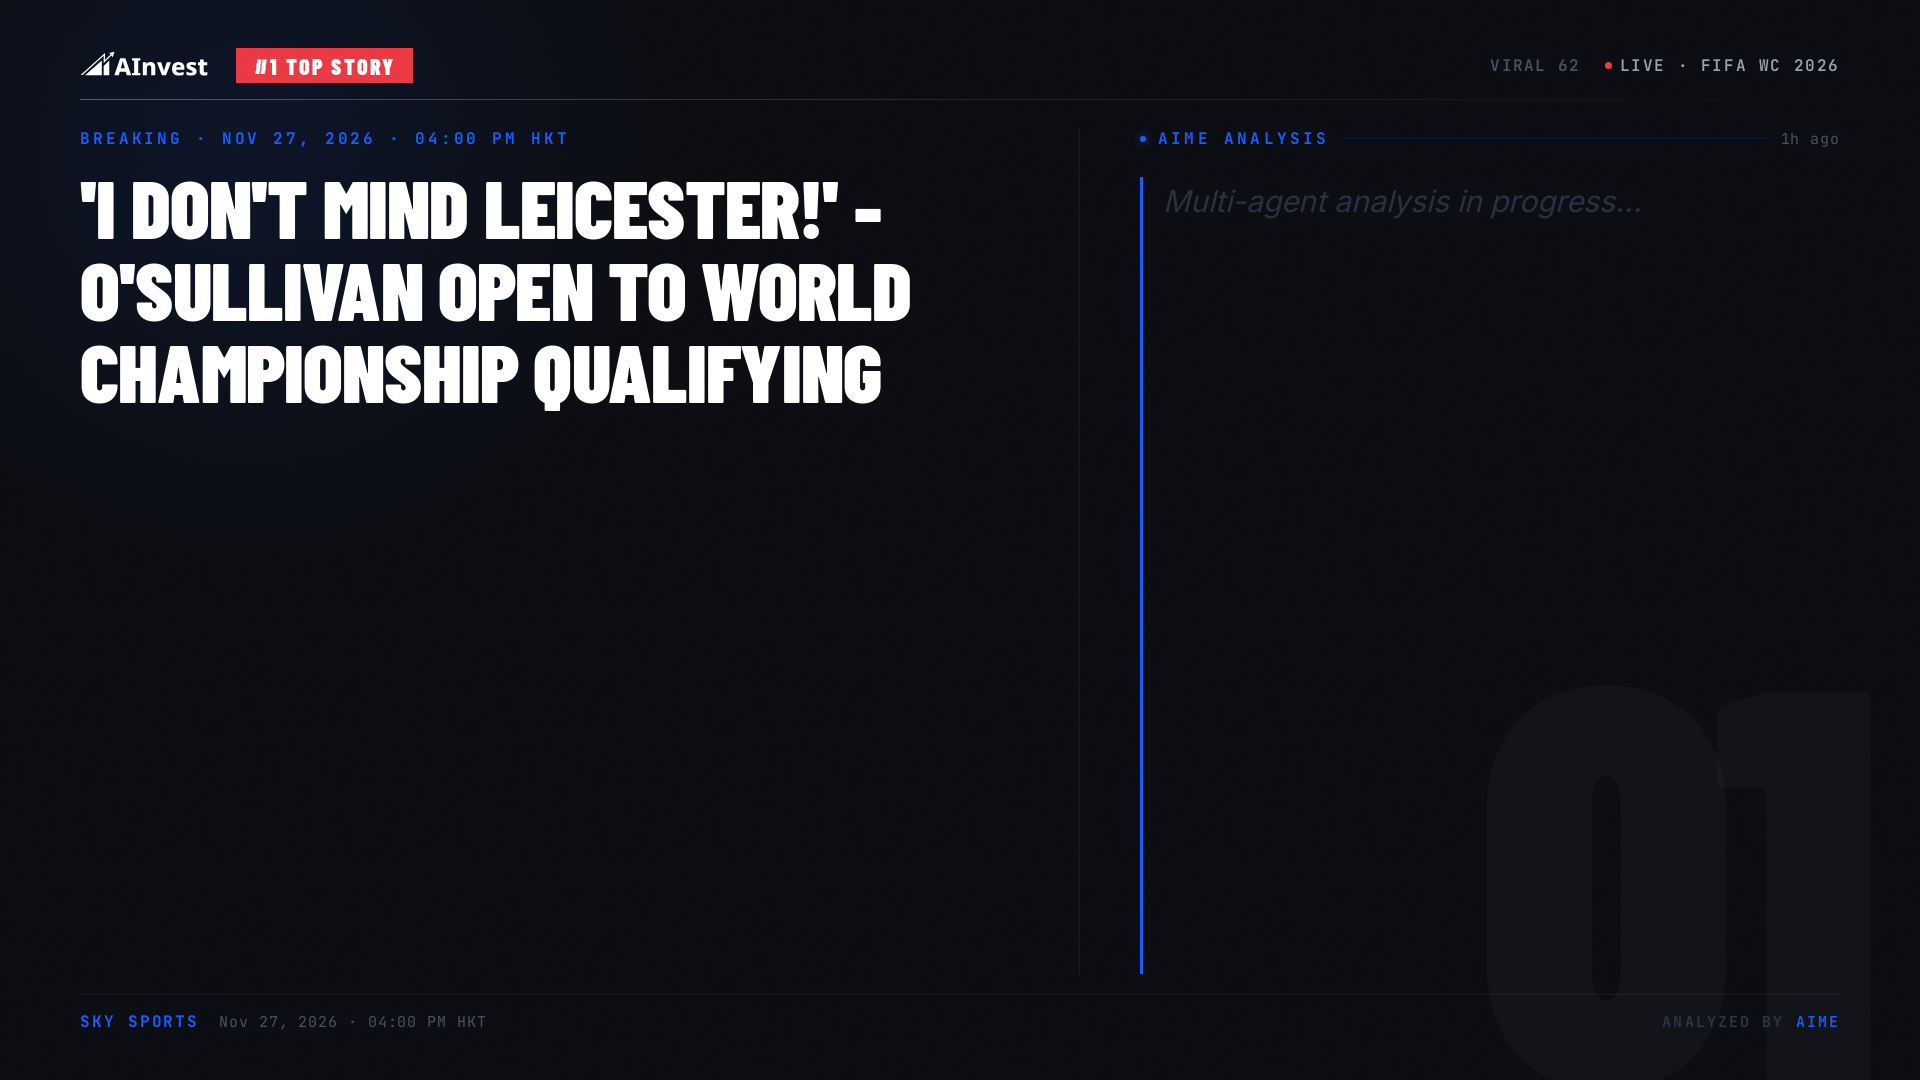 AInvest
#1 TOP STORY
VIRAL 62
LIVE · FIFA WC 2026
BREAKING · NOV 27, 2026 · 04:00 PM HKT
'I DON'T MIND LEICESTER!' -
O'SULLIVAN OPEN TO WORLD
CHAMPIONSHIP QUALIFYING
AIME ANALYSIS
1h ago
Multi-agent analysis in progress...
01
SKY SPORTS
Nov 27, 2026 · 04:00 PM HKT
ANALYZED BY AIME